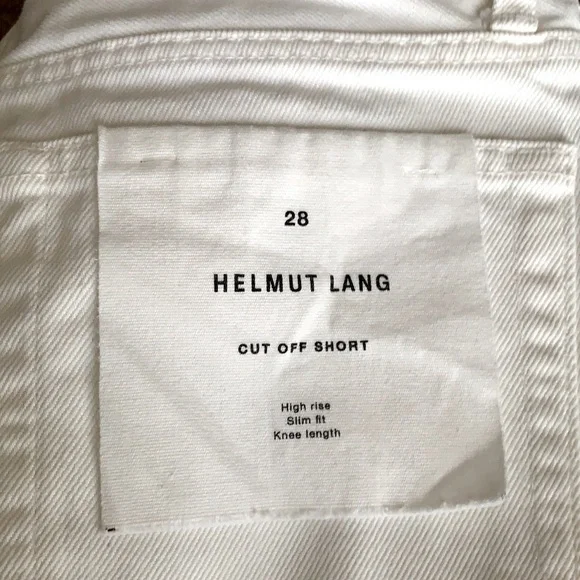 28
HELMUT LANG
CUT OFF SHORT
High rise
Slim fit
Knee length